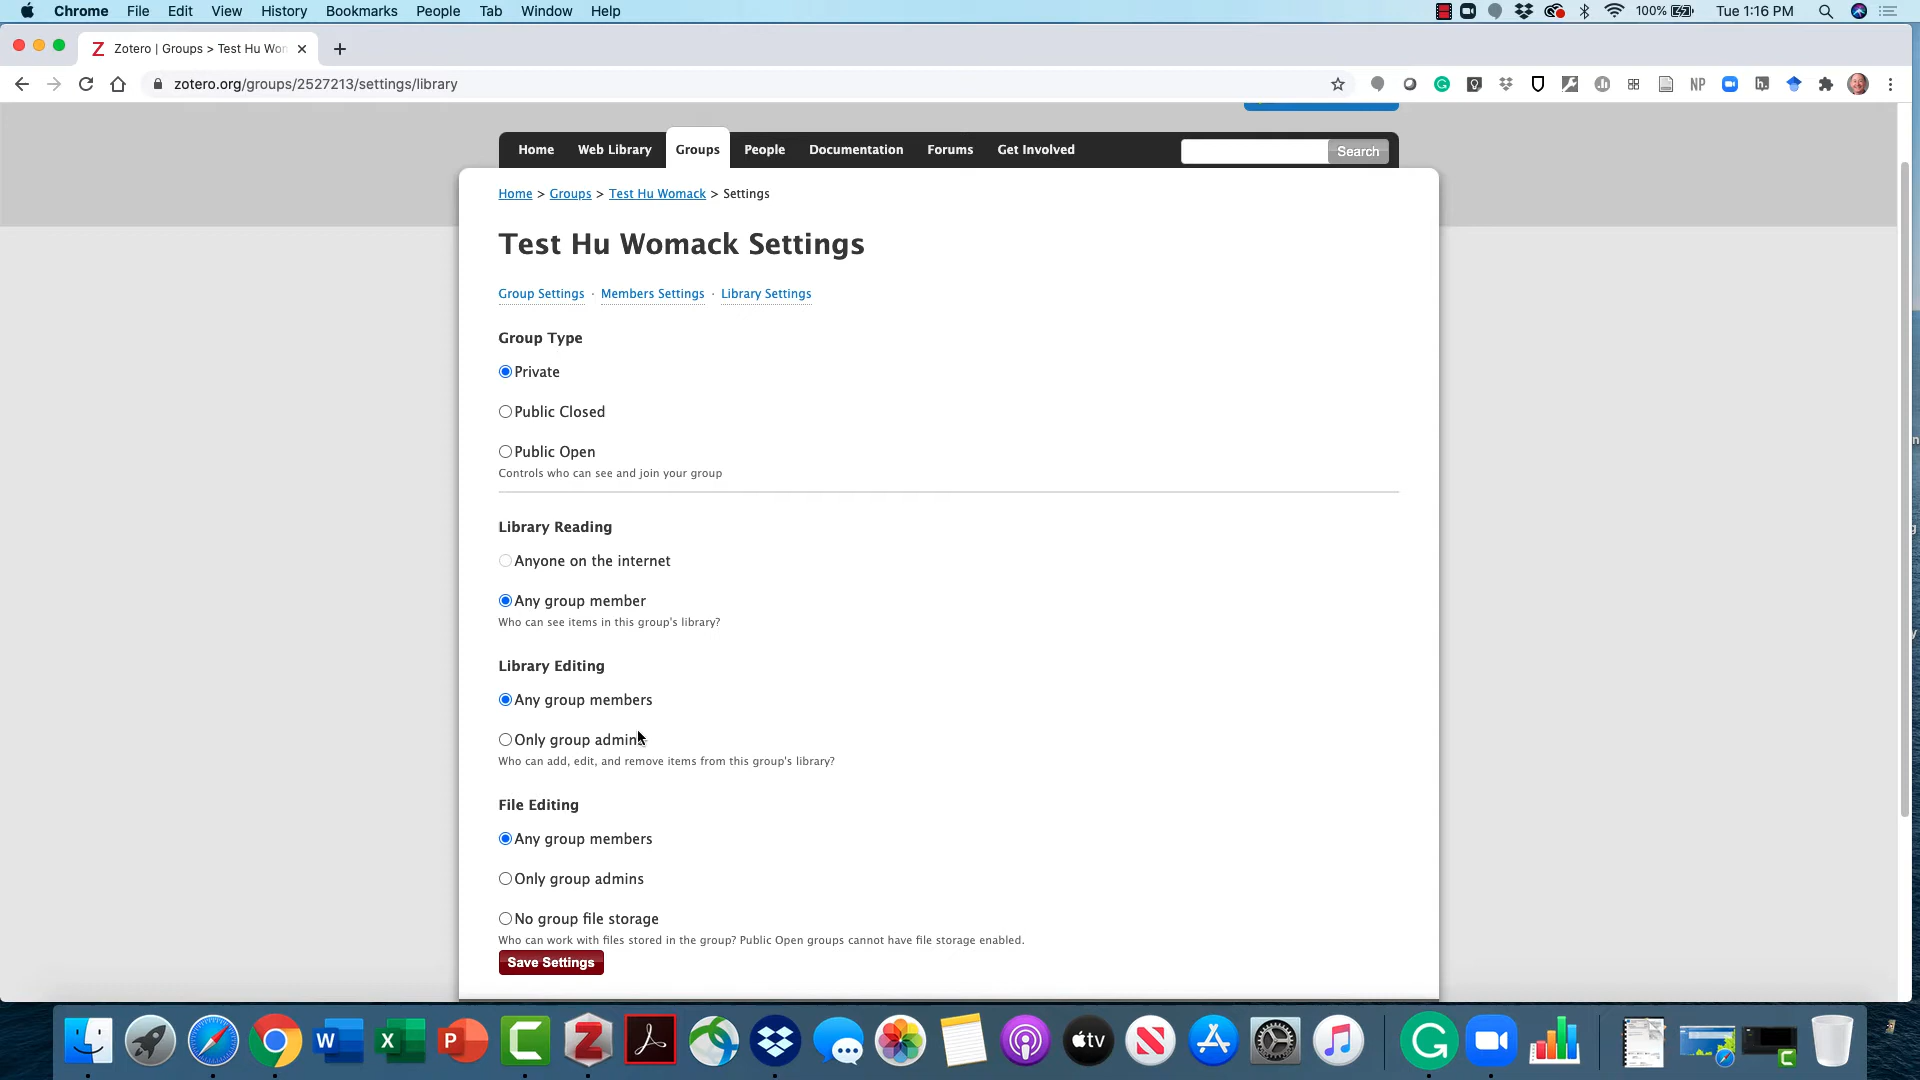 Chrome File Edit View History Bookmarks People Tab Window Help 100% Tue 1:16 PM
Zotero | Groups > Test Hu Wom
zotero.org/groups/2527213/settings/library
NP
Home Web Library Groups People Documentation Forums Get Involved Search
Home > Groups > Test Hu Womack > Settings
Test Hu Womack Settings
Group Settings · Members Settings · Library Settings
Group Type
Private
Public Closed
Public Open
Controls who can see and join your group
Library Reading
Anyone on the internet
Any group member
Who can see items in this group's library?
Library Editing
Any group members
Only group admins
Who can add, edit, and remove items from this group's library?
File Editing
Any group members
Only group admins
No group file storage
Who can work with files stored in the group? Public Open groups cannot have file storage enabled.
Save Settings
tv